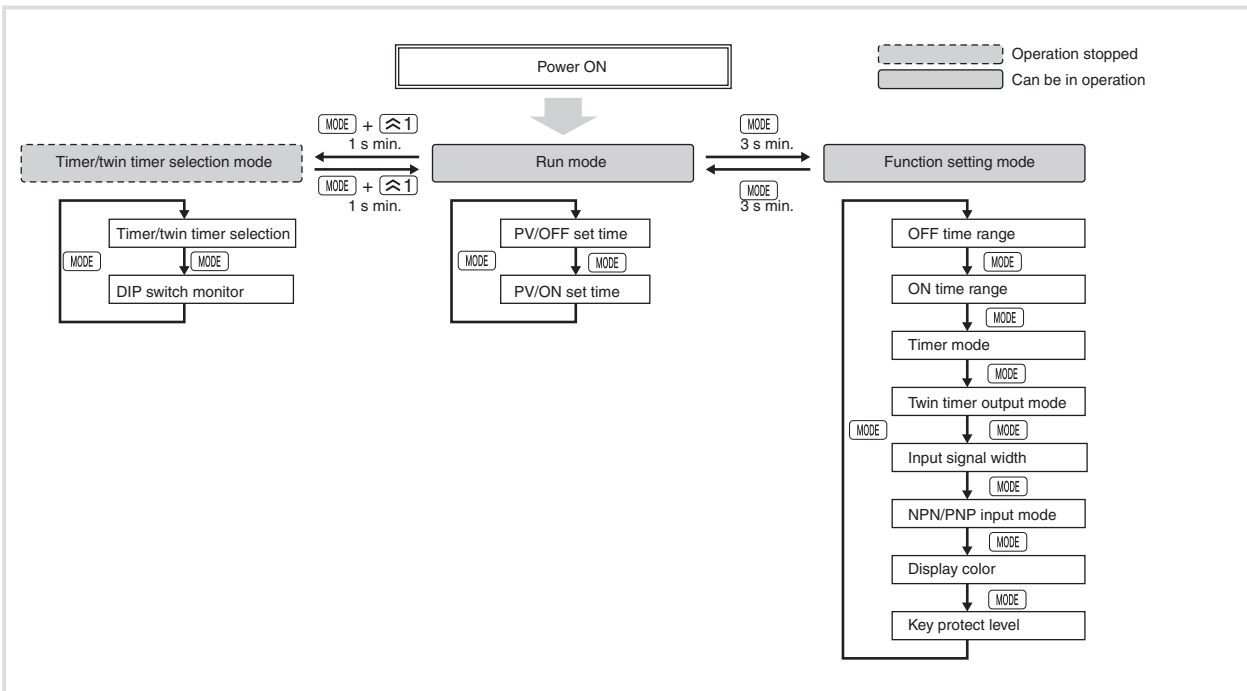 Power ON
Operation stopped
Can be in operation
MODE + ︽1
1 s min.
MODE
3 s min.
Timer/twin timer selection mode
Run mode
Function setting mode
MODE + ︽1
1 s min.
MODE
3 s min.
Timer/twin timer selection
MODE
MODE
DIP switch monitor
PV/OFF set time
MODE
MODE
PV/ON set time
OFF time range
MODE
ON time range
MODE
Timer mode
MODE
Twin timer output mode
MODE
MODE
Input signal width
MODE
NPN/PNP input mode
MODE
Display color
MODE
Key protect level